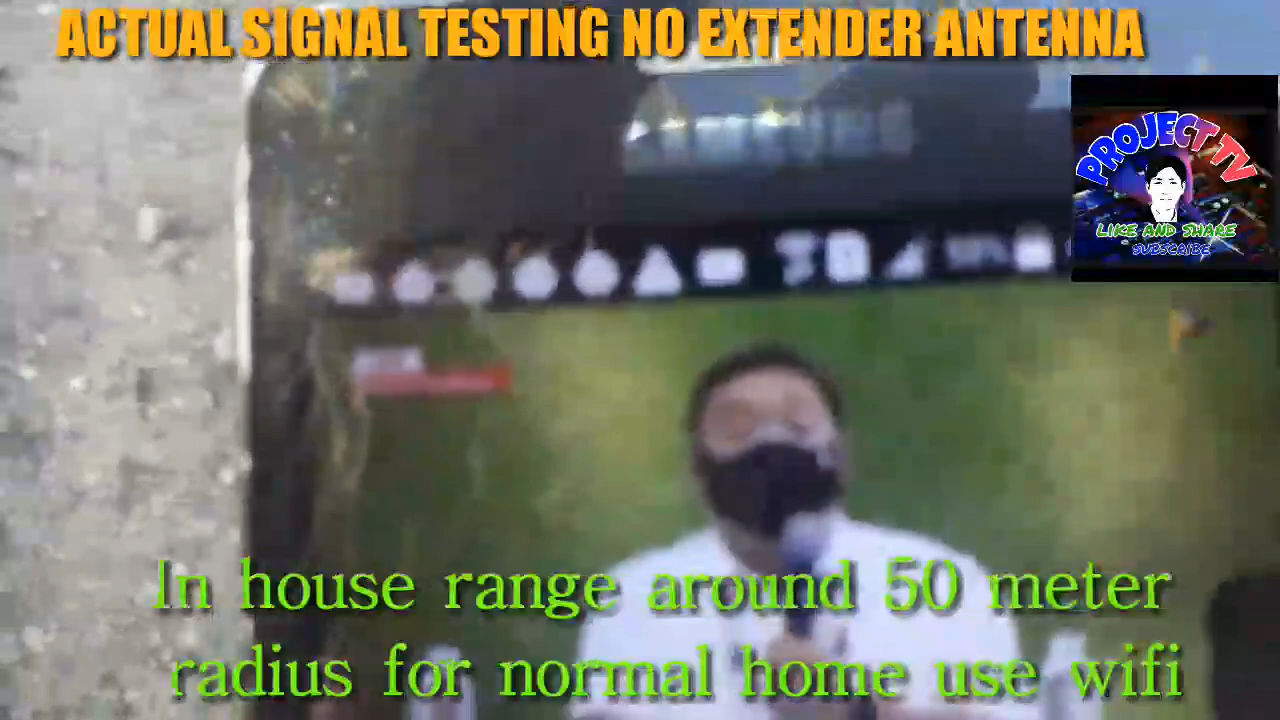 ACTUAL SIGNAL TESTING NO EXTENDER ANTENNA
PROJECT TV
LIKE AND SHARE
SUBSCRIBE
In house range around 50 meter
radius for normal home use wifi